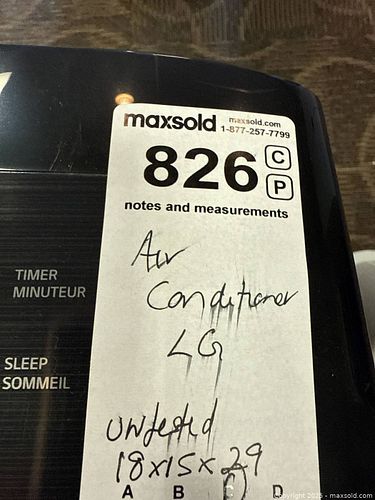 maxsold maxsold.com
1-877-257-7799
826 C
P
notes and measurements
Air
Conditioner
LG
TIMER
MINUTEUR
SLEEP
SOMMEIL
untested
18x15x29
A B C D
Copyright 2025 - maxsold.com